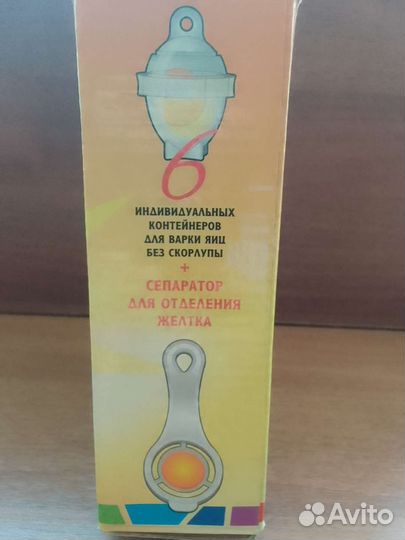 6
ИНДИВИДУАЛЬНЫХ
КОНТЕЙНЕРОВ
ДЛЯ ВАРКИ ЯИЦ
БЕЗ СКОРЛУПЫ
+
СЕПАРАТОР
ДЛЯ ОТДЕЛЕНИЯ
ЖЕЛТКА
Avito